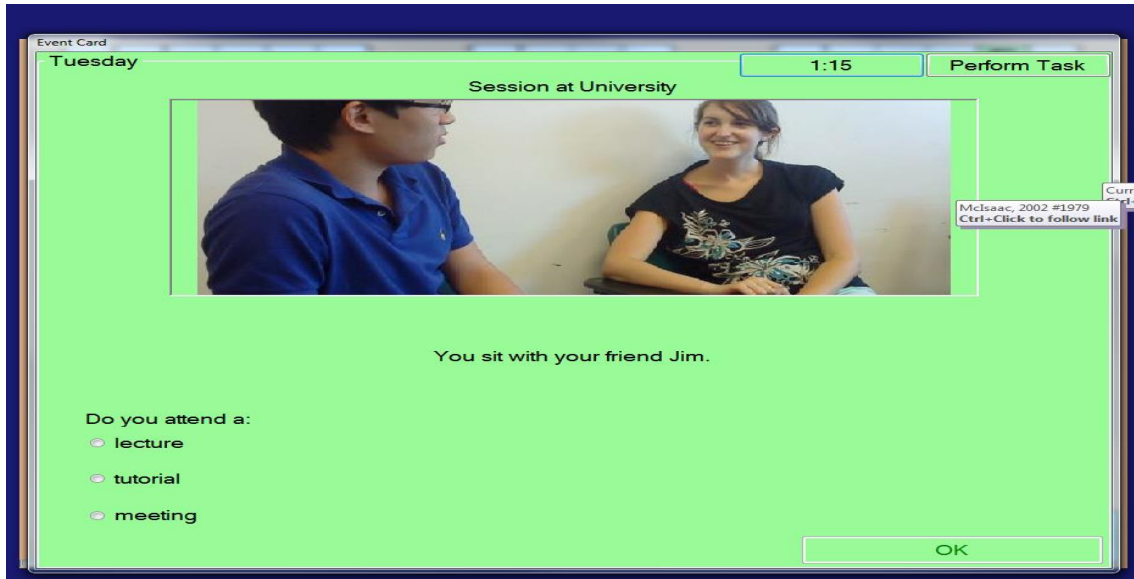 Event Card
Tuesday
1:15
Perform Task
Session at University
Curr
McIsaac, 2002 #1979
Ctrl+Click to follow link
You sit with your friend Jim.
Do you attend a:
lecture
tutorial
meeting
OK